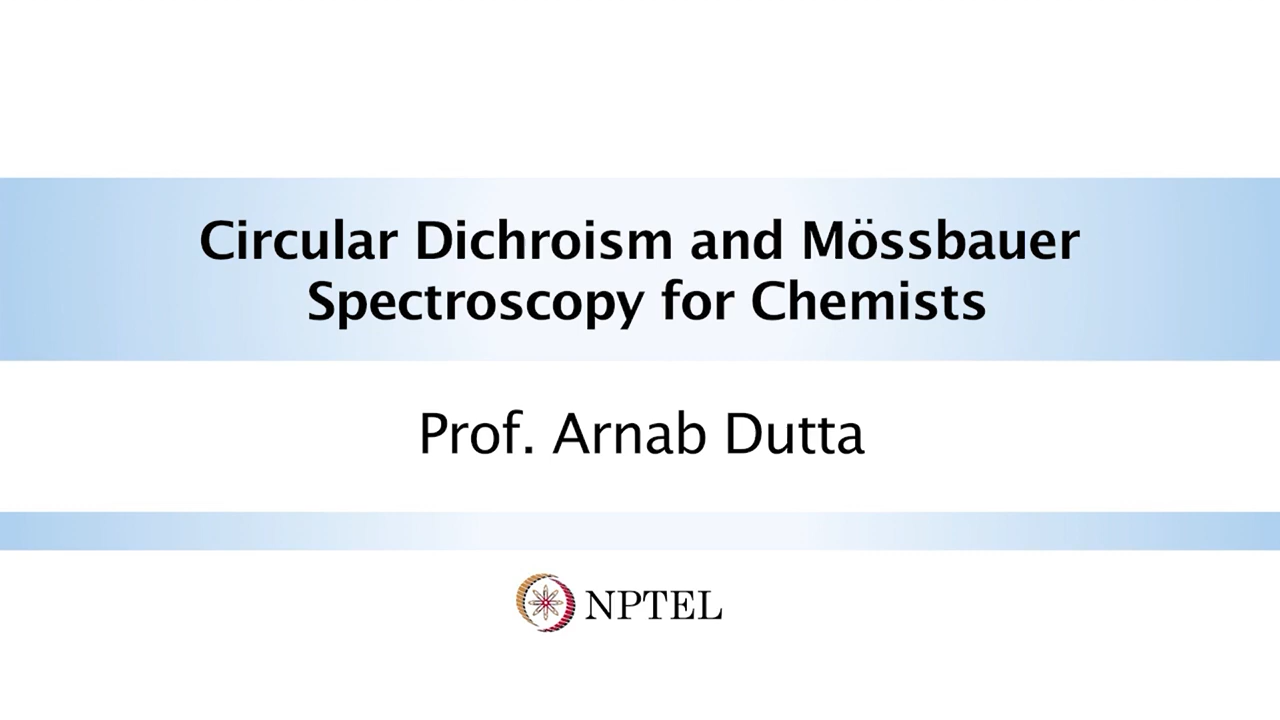 Circular Dichroism and Mössbauer
Spectroscopy for Chemists
Prof. Arnab Dutta
NPTEL